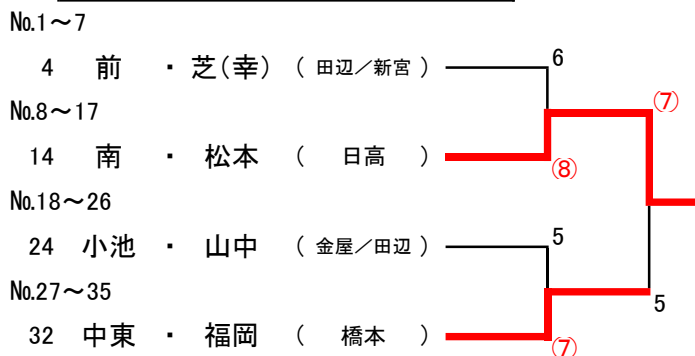 No.1～7
4 前 ・ 芝(幸) ( 田辺／新宮 ) 6
⑦
No.8～17
14 南 ・ 松本 ( 日高 ) ⑧
No.18～26
24 小池 ・ 山中 ( 金屋／田辺 ) 5
No.27～35
5
32 中東 ・ 福岡 ( 橋本 ) ⑦